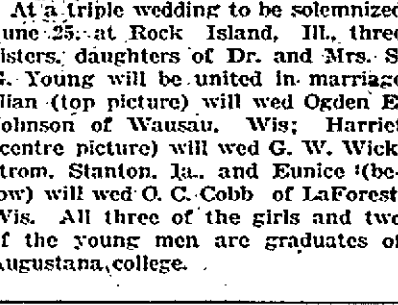 At a triple wedding to be solemnized
une 25, at Rock Island, Ill., three
isters, daughters of Dr. and Mrs. S
G. Young will be united in marriage
lian (top picture) will wed Ogden E
ohnson of Wausau, Wis; Harriet
centre picture) will wed G. W. Wick
trom, Stanton, Ia., and Eunice (be-
ow) will wed O. C. Cobb of LaForest
Wis. All three of the girls and two
f the young men are graduates of
ugustana college.